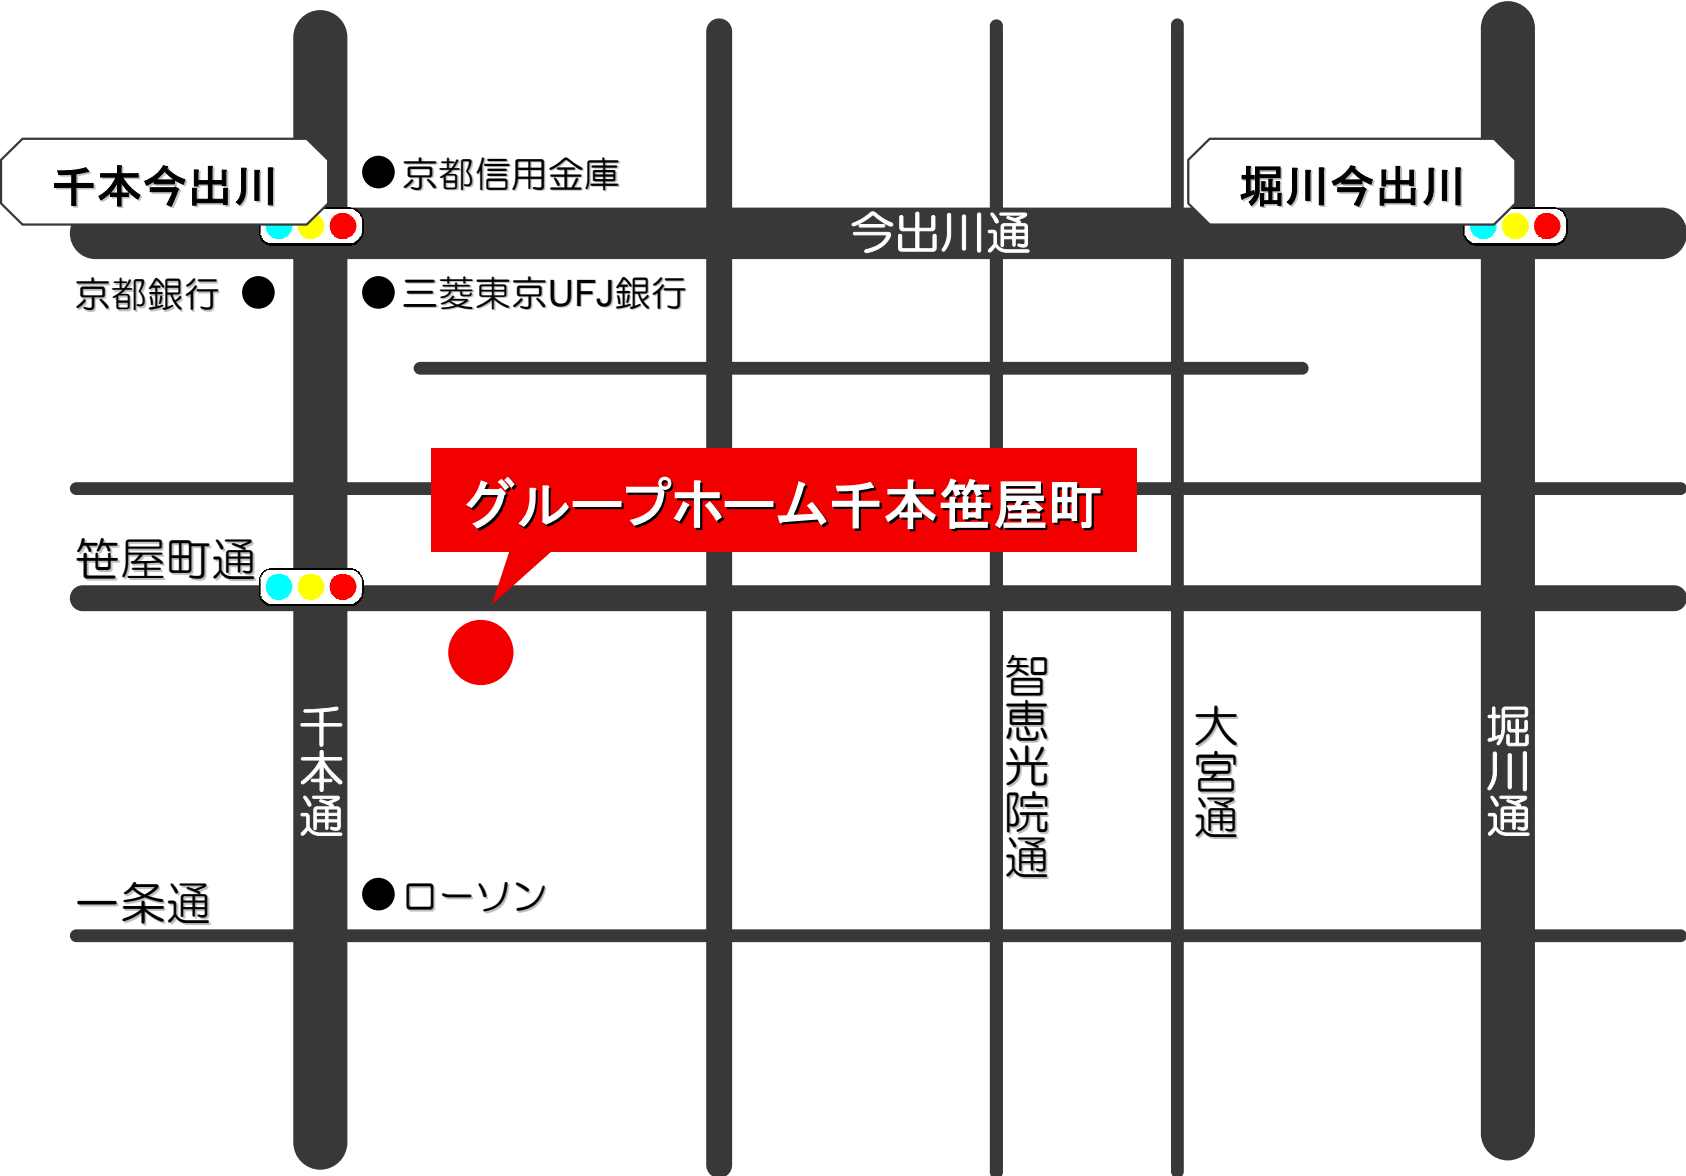 千本今出川
京都信用金庫
堀川今出川
今出川通
京都銀行
三菱東京UFJ銀行
グループホーム千本笹屋町
笹屋町通
千本通
智恵光院通
大宮通
堀川通
一条通
ローソン